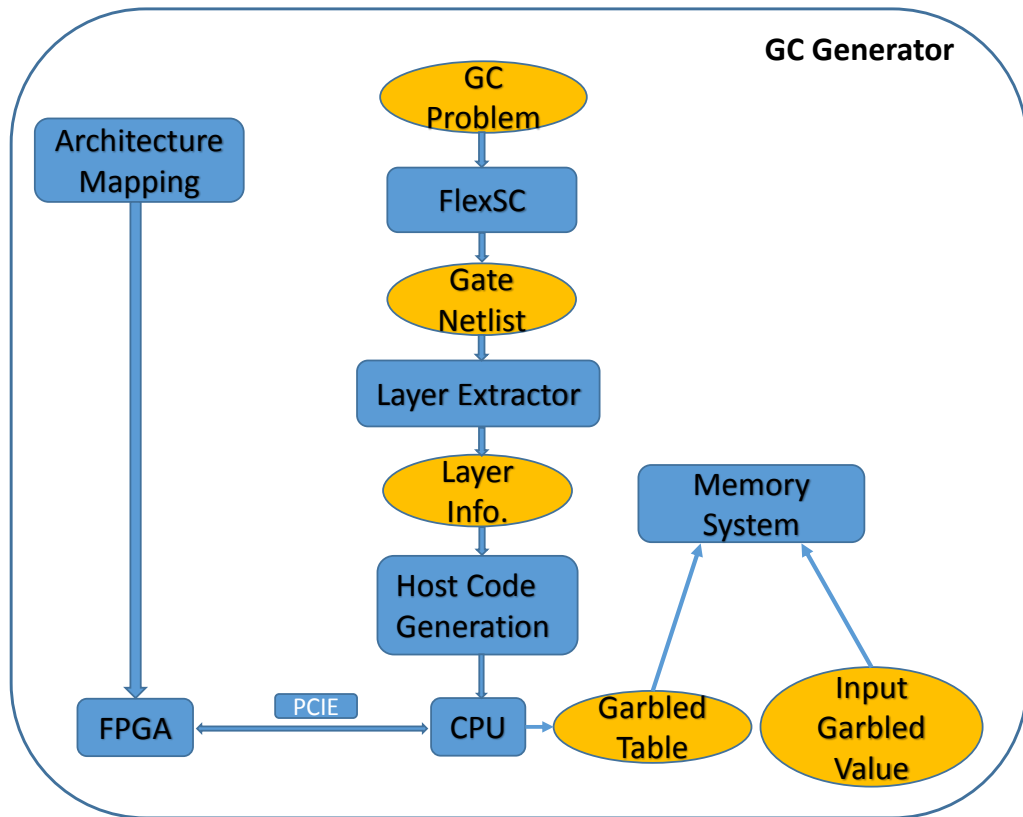 GC Generator
GC
Problem
Architecture
Mapping
FlexSC
Gate
Netlist
Layer Extractor
Layer
Info.
Memory
System
Host Code
Generation
PCIE
FPGA
CPU
Garbled
Table
Input
Garbled
Value